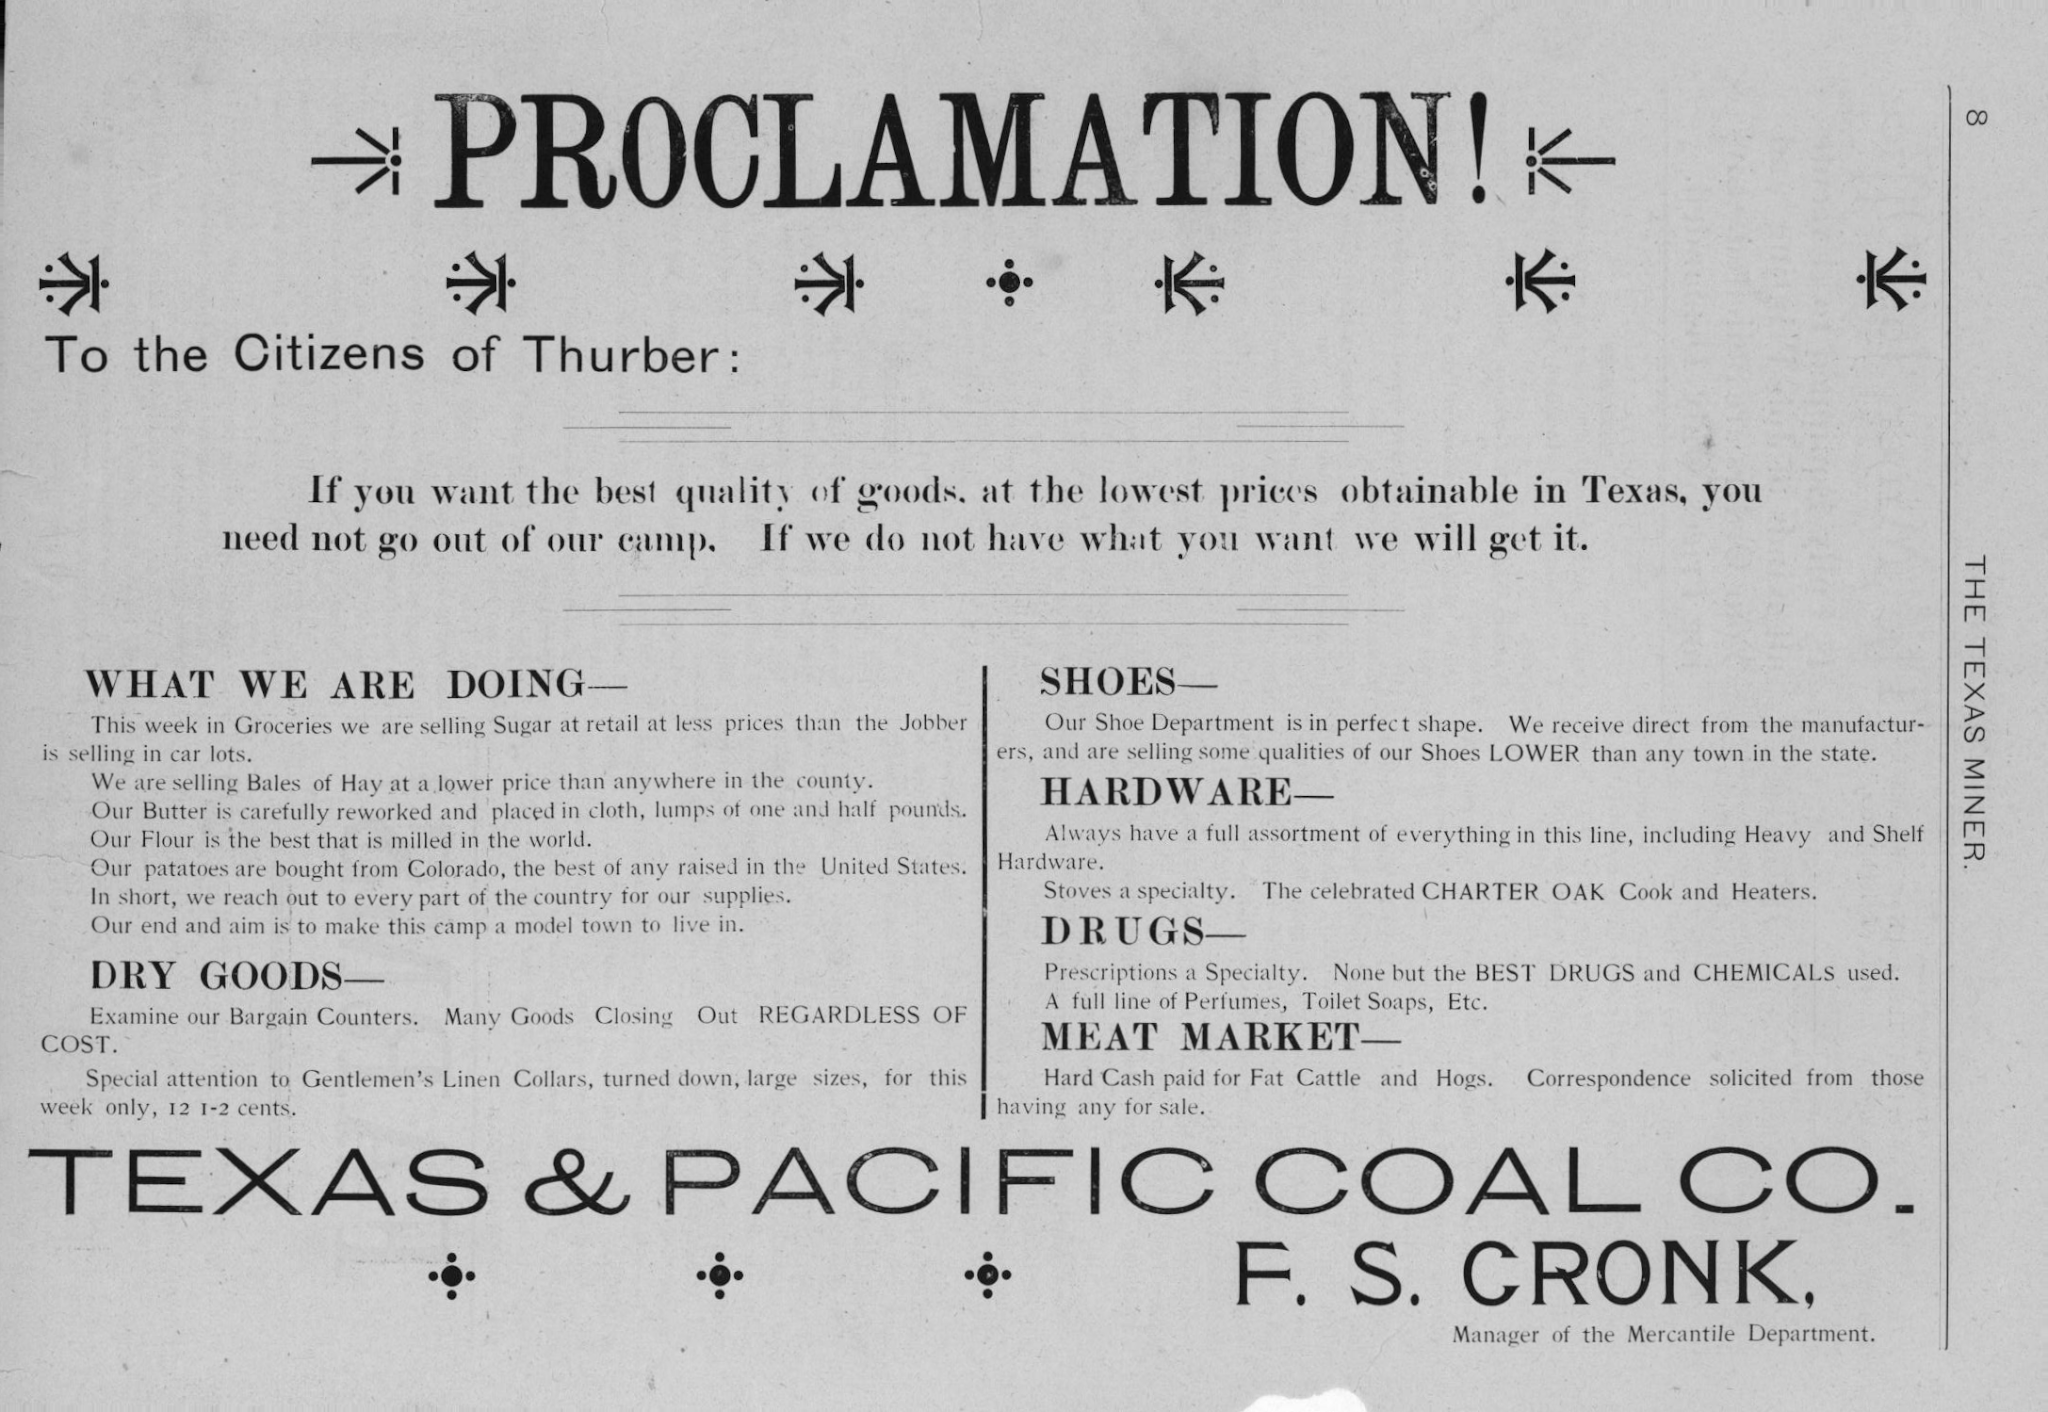 PROCLAMATION!
To the Citizens of Thurber:
If you want the best quality of goods, at the lowest prices obtainable in Texas, you
need not go out of our camp. If we do not have what you want we will get it.
WHAT WE ARE DOING—
This week in Groceries we are selling Sugar at retail at less prices than the Jobber
is selling in car lots.
We are selling Bales of Hay at a lower price than anywhere in the county.
Our Butter is carefully reworked and placed in cloth, lumps of one and half pounds.
Our Flour is the best that is milled in the world.
Our patatoes are bought from Colorado, the best of any raised in the United States.
In short, we reach out to every part of the country for our supplies.
Our end and aim is to make this camp a model town to live in.
DRY GOODS—
Examine our Bargain Counters. Many Goods Closing Out REGARDLESS OF
COST.
Special attention to Gentlemen's Linen Collars, turned down, large sizes, for this
week only, 12 1-2 cents.
SHOES—
Our Shoe Department is in perfect shape. We receive direct from the manufactur-
ers, and are selling some qualities of our Shoes LOWER than any town in the state.
HARDWARE—
Always have a full assortment of everything in this line, including Heavy and Shelf
Hardware.
Stoves a specialty. The celebrated CHARTER OAK Cook and Heaters.
DRUGS—
Prescriptions a Specialty. None but the BEST DRUGS and CHEMICALS used.
A full line of Perfumes, Toilet Soaps, Etc.
MEAT MARKET—
Hard Cash paid for Fat Cattle and Hogs. Correspondence solicited from those
having any for sale.
TEXAS & PACIFIC COAL CO.
F. S. CRONK,
Manager of the Mercantile Department.
8
THE TEXAS MINER.